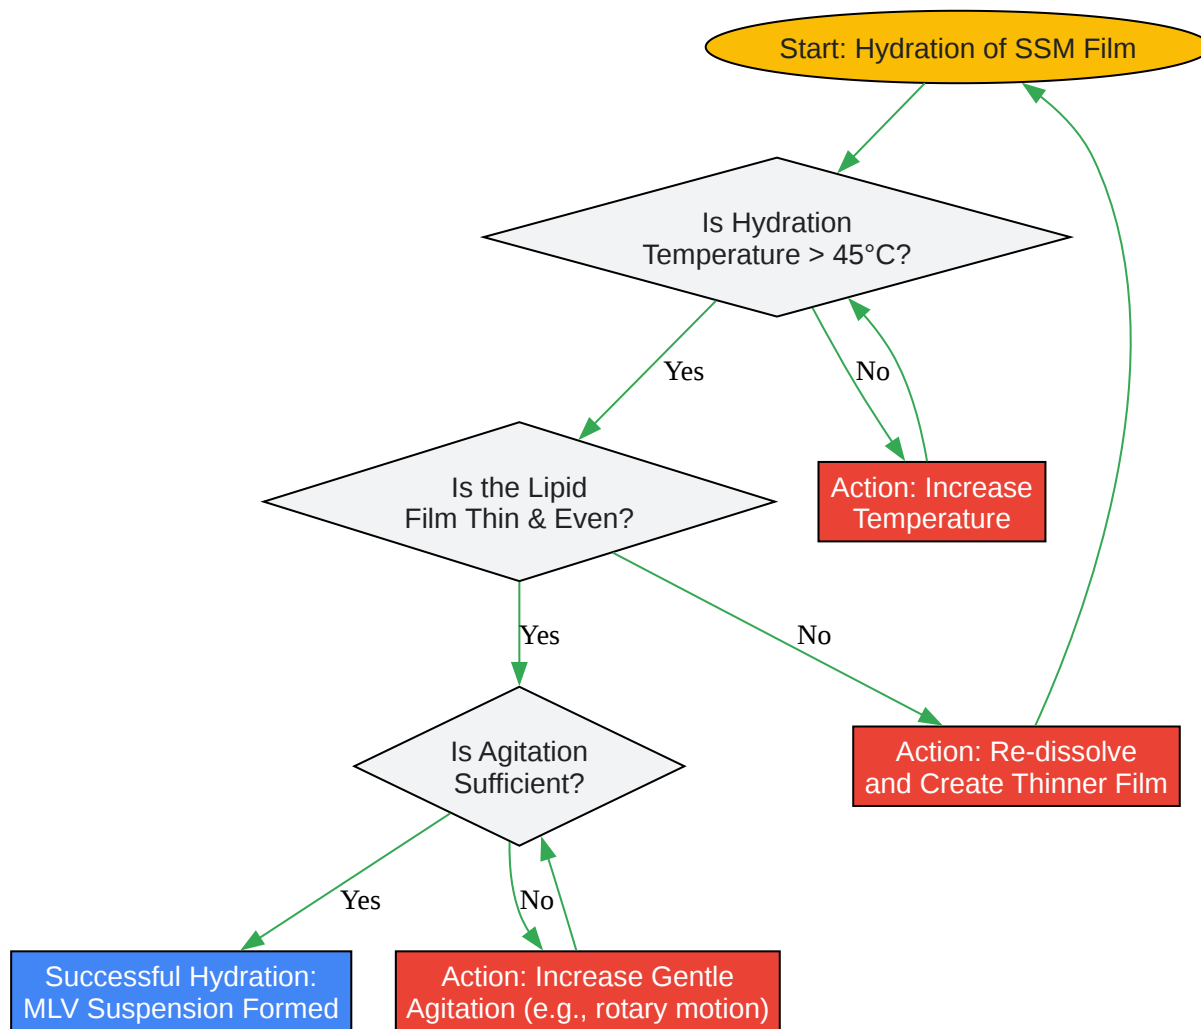 Start: Hydration of SSM Film
Is Hydration
Temperature > 45°C?
Yes
No
Is the Lipid
Film Thin & Even?
Action: Increase
Temperature
Yes
No
Is Agitation
Sufficient?
Action: Re-dissolve
and Create Thinner Film
Yes
No
Successful Hydration:
MLV Suspension Formed
Action: Increase Gentle
Agitation (e.g., rotary motion)